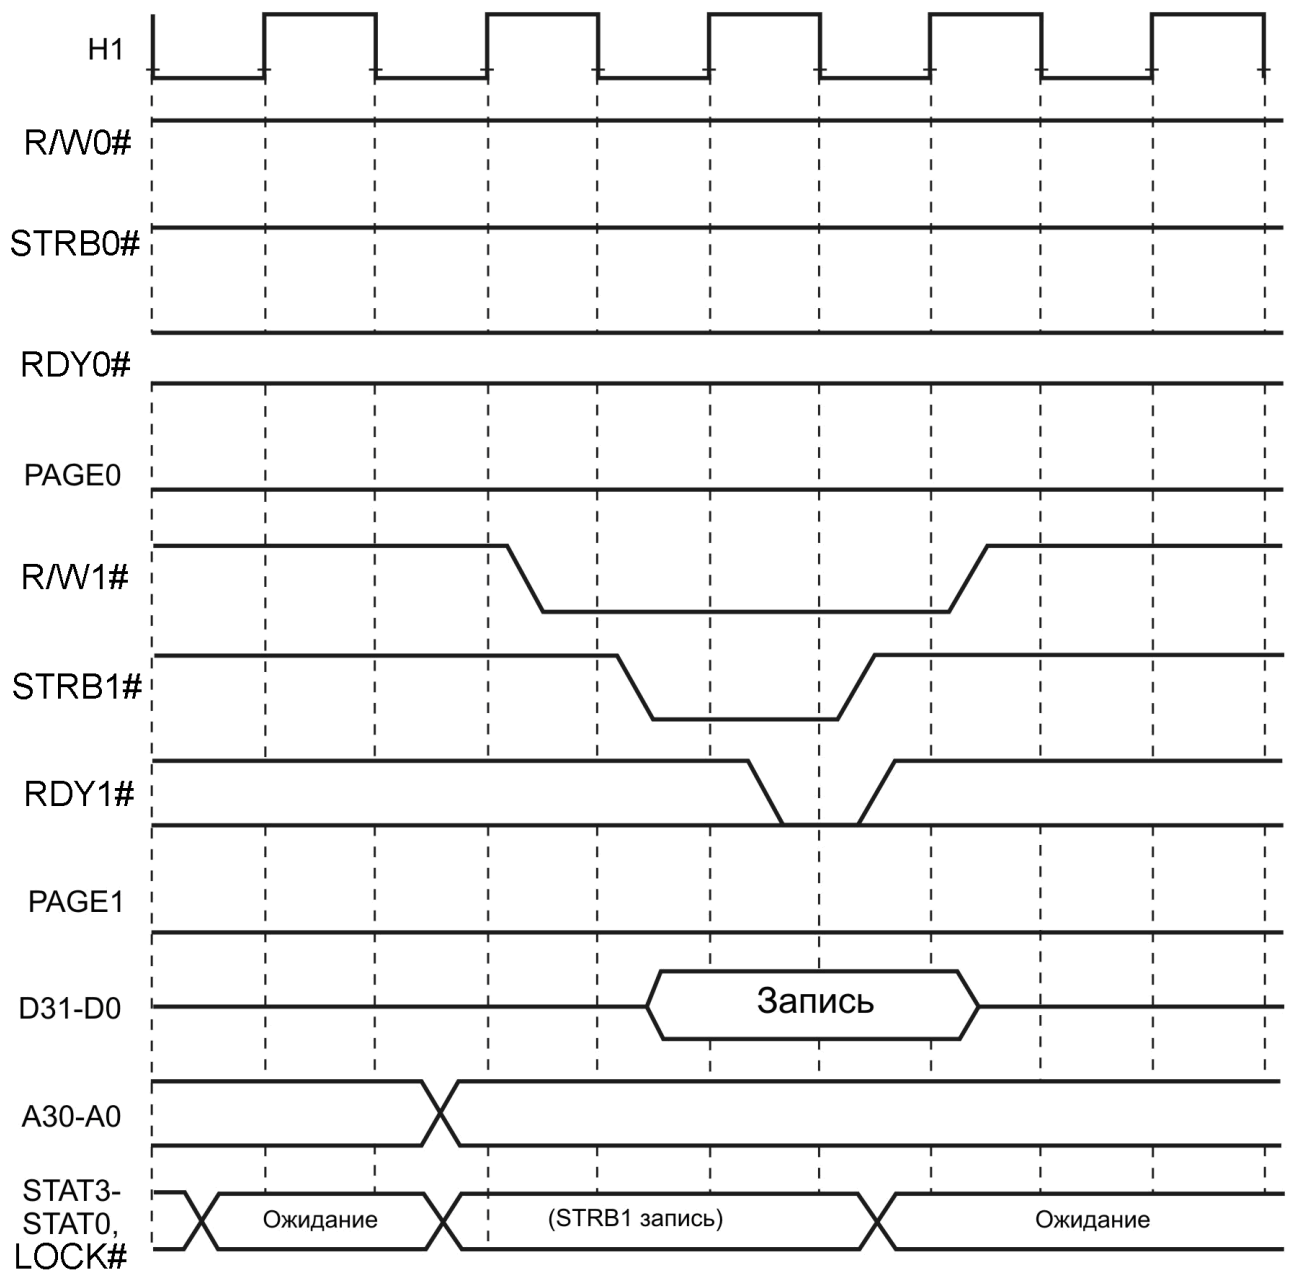 H1
R/W0#
STRB0#
RDY0#
PAGE0
R/W1#
STRB1#
RDY1#
PAGE1
D31-D0
Запись
A30-A0
STAT3-
STAT0,
LOCK#
Ожидание
(STRB1 запись)
Ожидание